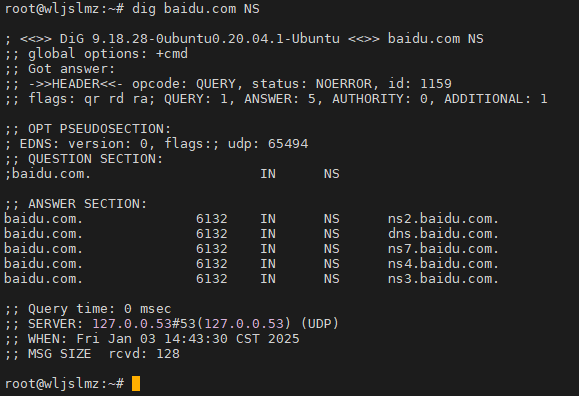 root@wljslmz:~# dig baidu.com NS
; <<>> DiG 9.18.28-0ubuntu0.20.04.1-Ubuntu <<>> baidu.com NS
;; global options: +cmd
;; Got answer:
;; ->>HEADER<<- opcode: QUERY, status: NOERROR, id: 1159
;; flags: qr rd ra; QUERY: 1, ANSWER: 5, AUTHORITY: 0, ADDITIONAL: 1
;; OPT PSEUDOSECTION:
; EDNS: version: 0, flags:; udp: 65494
;; QUESTION SECTION:
;baidu.com. IN NS
;; ANSWER SECTION:
baidu.com. 6132 IN NS ns2.baidu.com.
baidu.com. 6132 IN NS dns.baidu.com.
baidu.com. 6132 IN NS ns7.baidu.com.
baidu.com. 6132 IN NS ns4.baidu.com.
baidu.com. 6132 IN NS ns3.baidu.com.
;; Query time: 0 msec
;; SERVER: 127.0.0.53#53(127.0.0.53) (UDP)
;; WHEN: Fri Jan 03 14:43:30 CST 2025
;; MSG SIZE rcvd: 128
root@wljslmz:~#